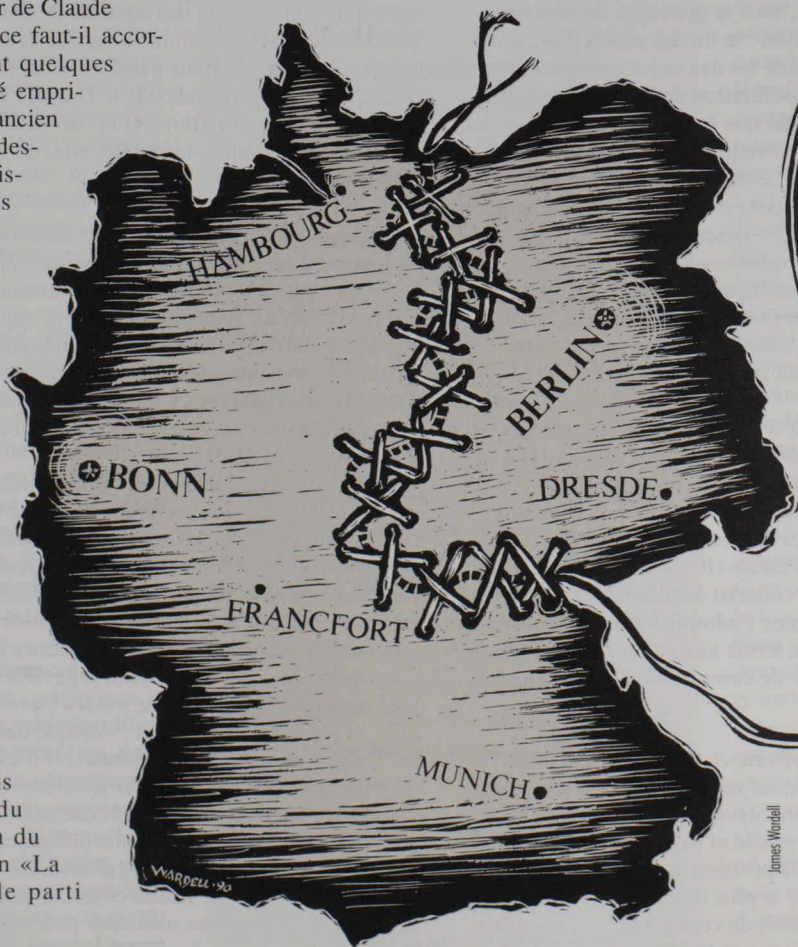 r de Claude
ce faut-il accor-
nt quelques
é empri-
ancien
des-
is-
s
HAMBOURG
BERLIN
BONN
DRESDE
FRANCFORT
MUNICH
s
du
n du
n «La
le parti
WARDELL · 90
James Wardell